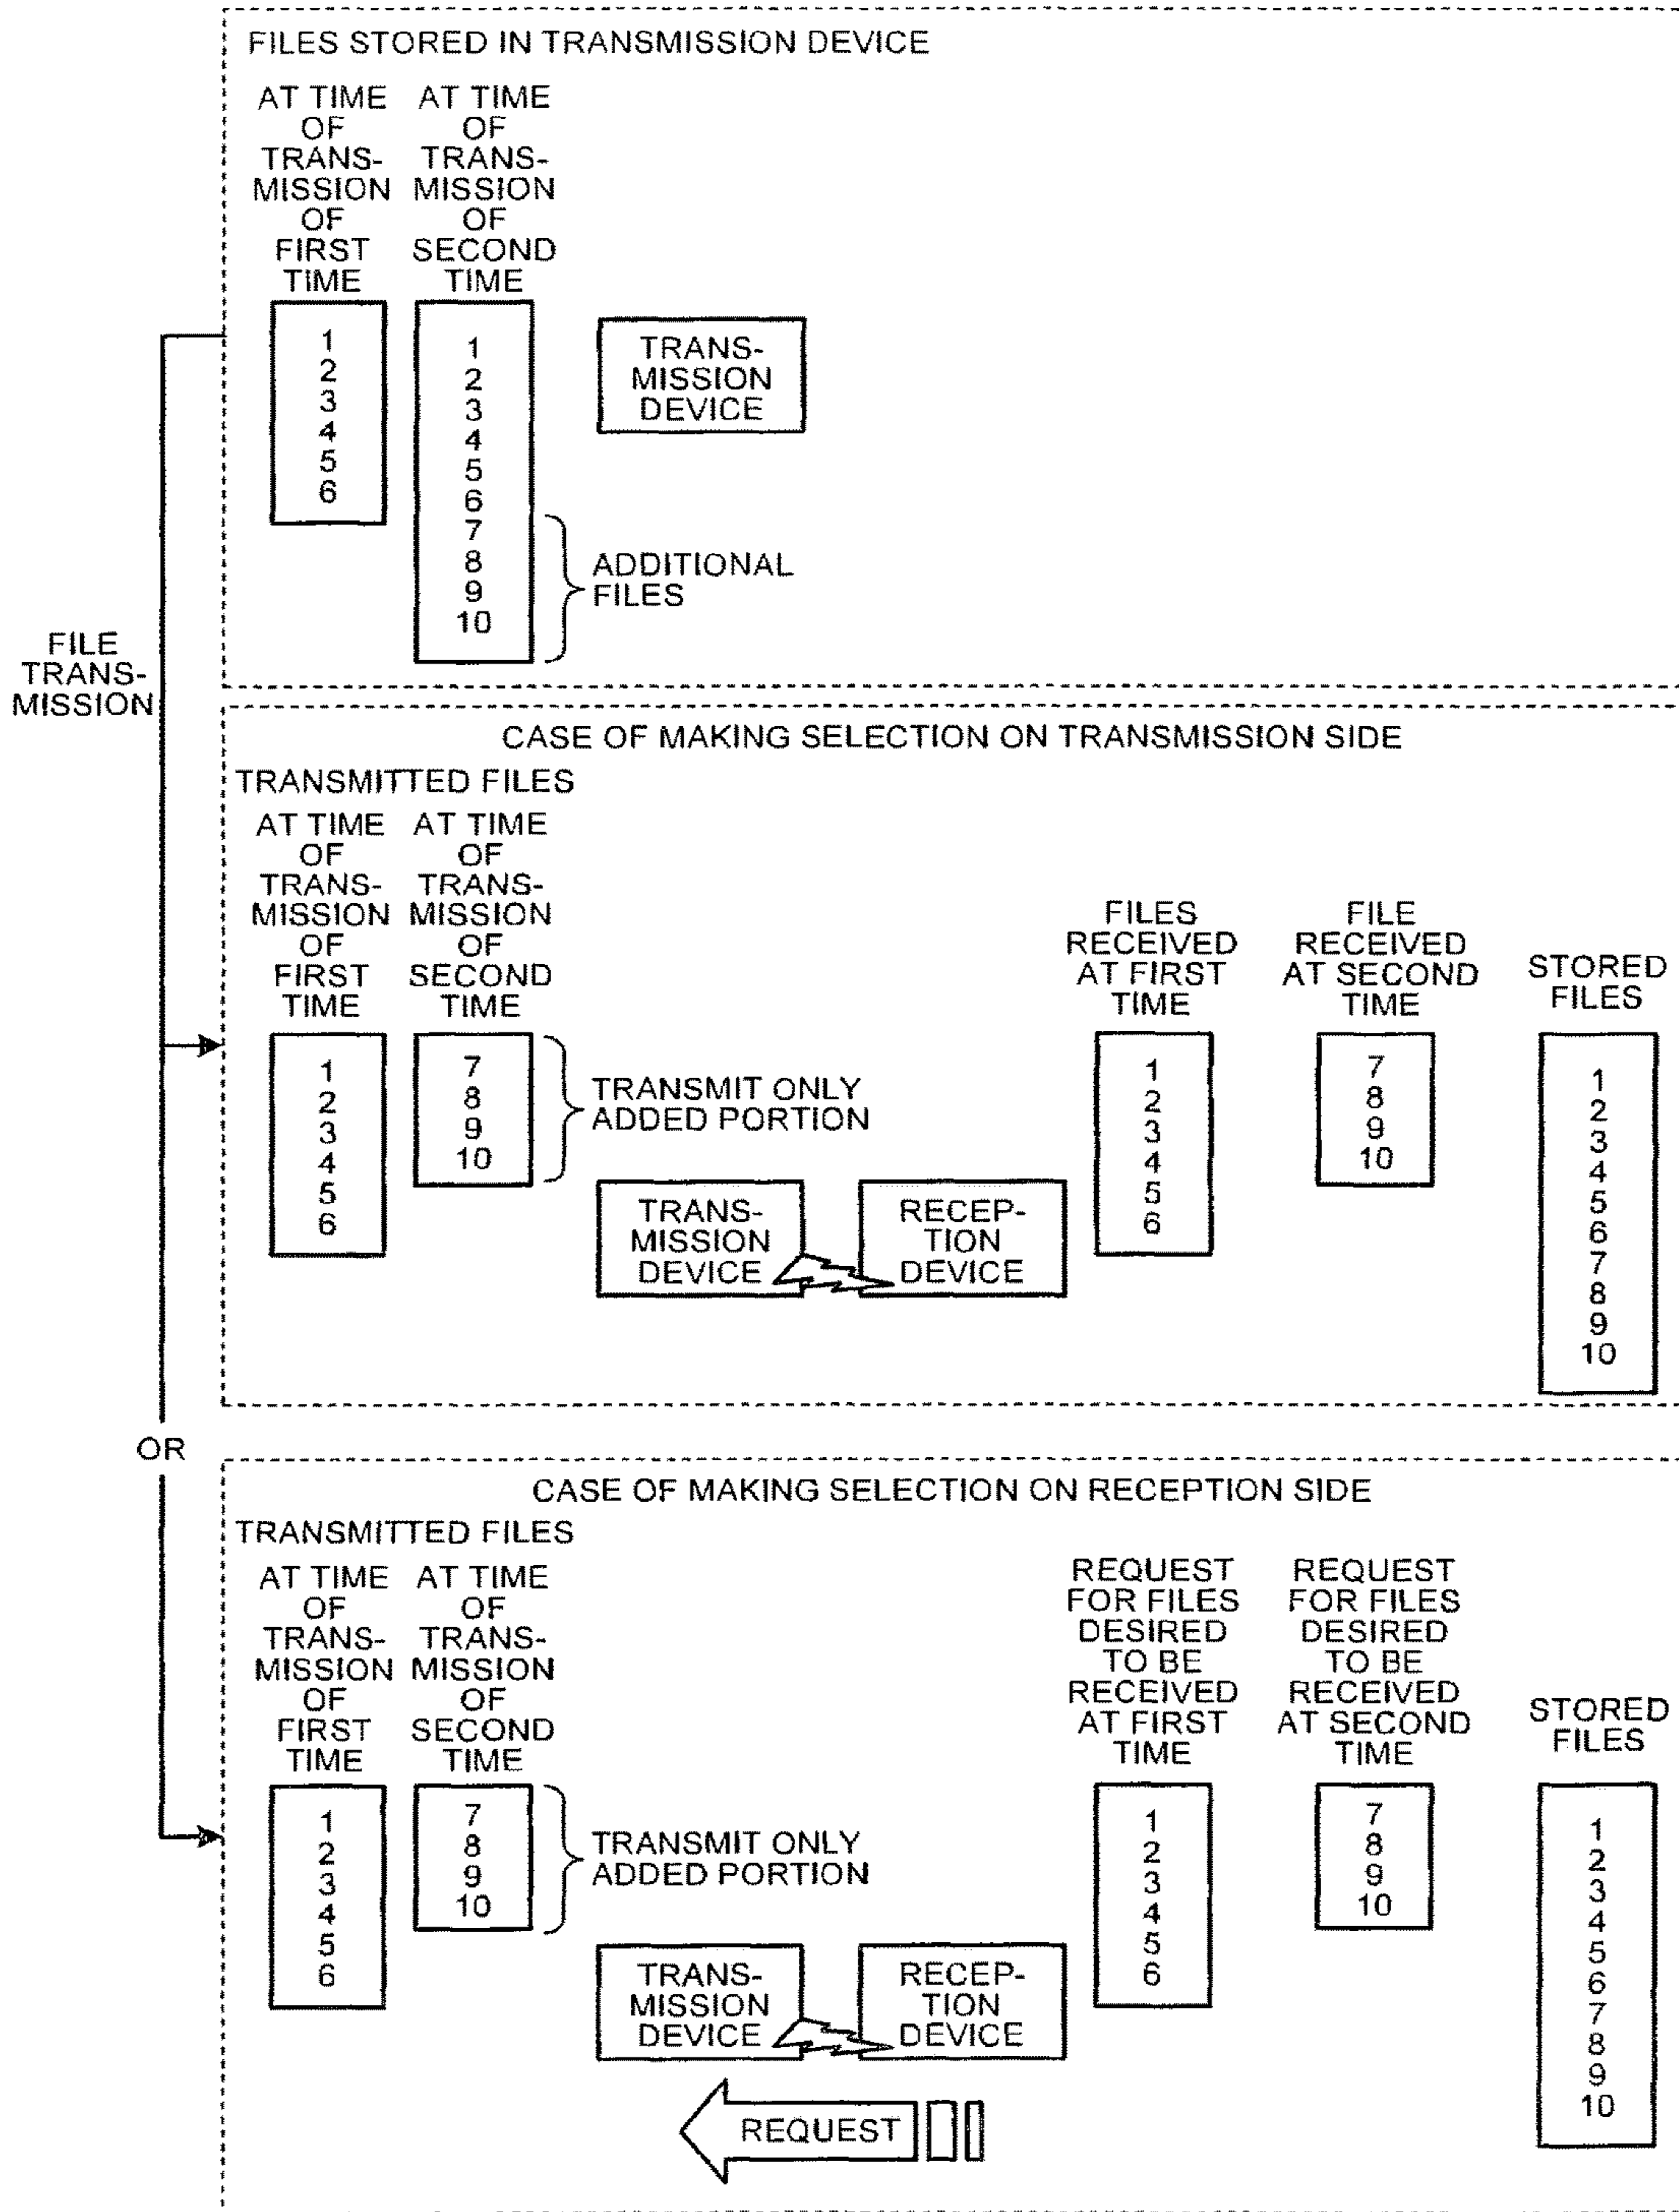 FILES STORED IN TRANSMISSION DEVICE
AT TIME
OF
TRANS-
MISSION
OF
FIRST
TIME
AT TIME
OF
TRANS-
MISSION
OF
SECOND
TIME
1
2
3
4
5
6
1
2
3
4
5
6
7
8
9
10
TRANS-
MISSION
DEVICE
ADDITIONAL
FILES
FILE
TRANS-
MISSION
CASE OF MAKING SELECTION ON TRANSMISSION SIDE
TRANSMITTED FILES
AT TIME
OF
TRANS-
MISSION
OF
FIRST
TIME
AT TIME
OF
TRANS-
MISSION
OF
SECOND
TIME
FILES
RECEIVED
AT FIRST
TIME
FILE
RECEIVED
AT SECOND
TIME
STORED
FILES
1
2
3
4
5
6
7
8
9
10
TRANSMIT ONLY
ADDED PORTION
TRANS-
MISSION
DEVICE
RECEP-
TION
DEVICE
1
2
3
4
5
6
7
8
9
10
1
2
3
4
5
6
7
8
9
10
OR
CASE OF MAKING SELECTION ON RECEPTION SIDE
TRANSMITTED FILES
AT TIME
OF
TRANS-
MISSION
OF
FIRST
TIME
AT TIME
OF
TRANS-
MISSION
OF
SECOND
TIME
REQUEST
FOR FILES
DESIRED
TO BE
RECEIVED
AT FIRST
TIME
REQUEST
FOR FILES
DESIRED
TO BE
RECEIVED
AT SECOND
TIME
STORED
FILES
1
2
3
4
5
6
7
8
9
10
TRANSMIT ONLY
ADDED PORTION
TRANS-
MISSION
DEVICE
RECEP-
TION
DEVICE
1
2
3
4
5
6
7
8
9
10
1
2
3
4
5
6
7
8
9
10
REQUEST